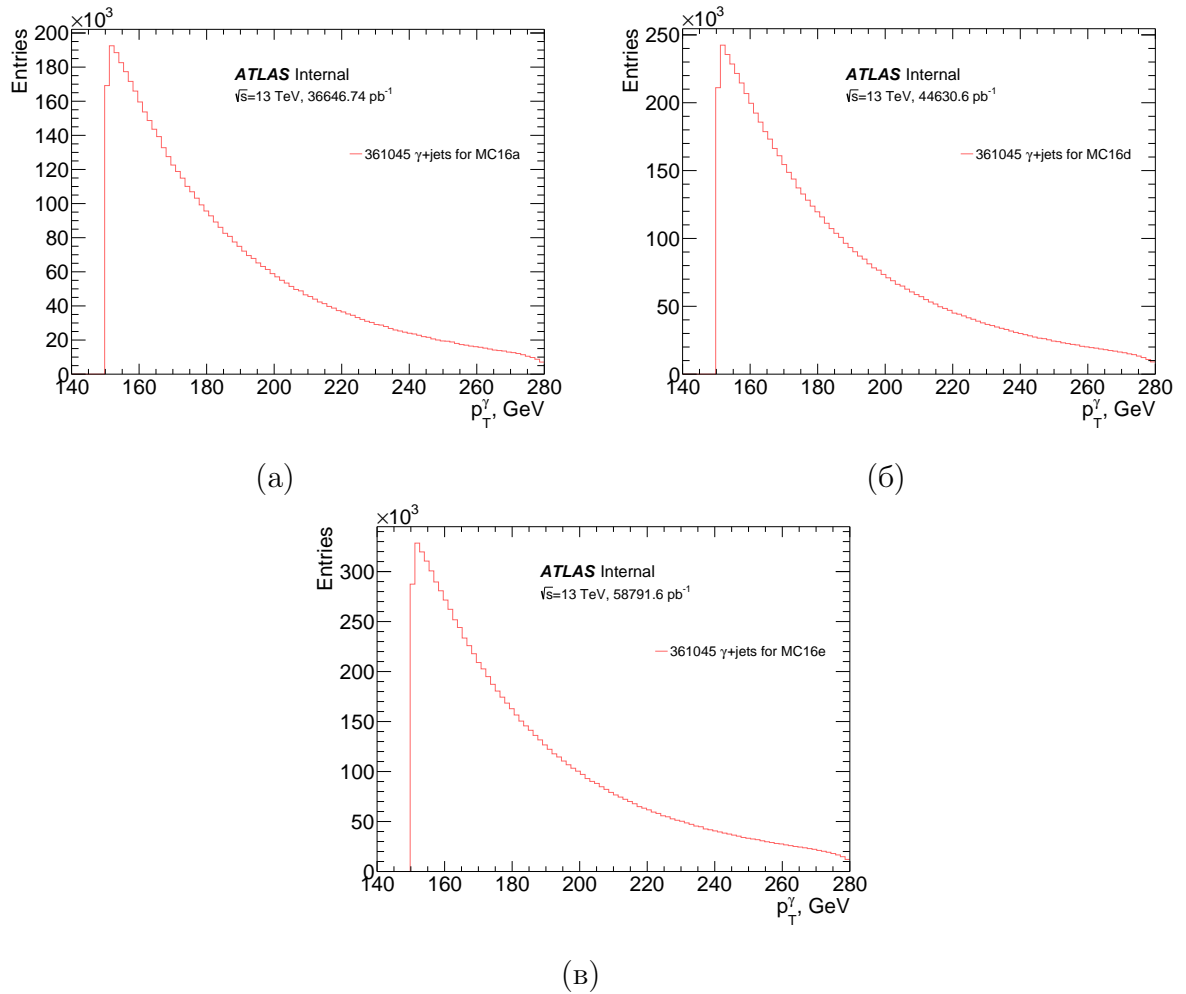 ×10³
Entries
200
180
160
140
120
100
80
60
40
20
0
ATLAS Internal
√s=13 TeV, 36646.74 pb⁻¹
361045 γ+jets for MC16a
140 160 180 200 220 240 260 280
p_T^γ, GeV
(а)
×10³
Entries
250
200
150
100
50
0
ATLAS Internal
√s=13 TeV, 44630.6 pb⁻¹
361045 γ+jets for MC16d
140 160 180 200 220 240 260 280
p_T^γ, GeV
(б)
×10³
Entries
300
250
200
150
100
50
0
ATLAS Internal
√s=13 TeV, 58791.6 pb⁻¹
361045 γ+jets for MC16e
140 160 180 200 220 240 260 280
p_T^γ, GeV
(в)